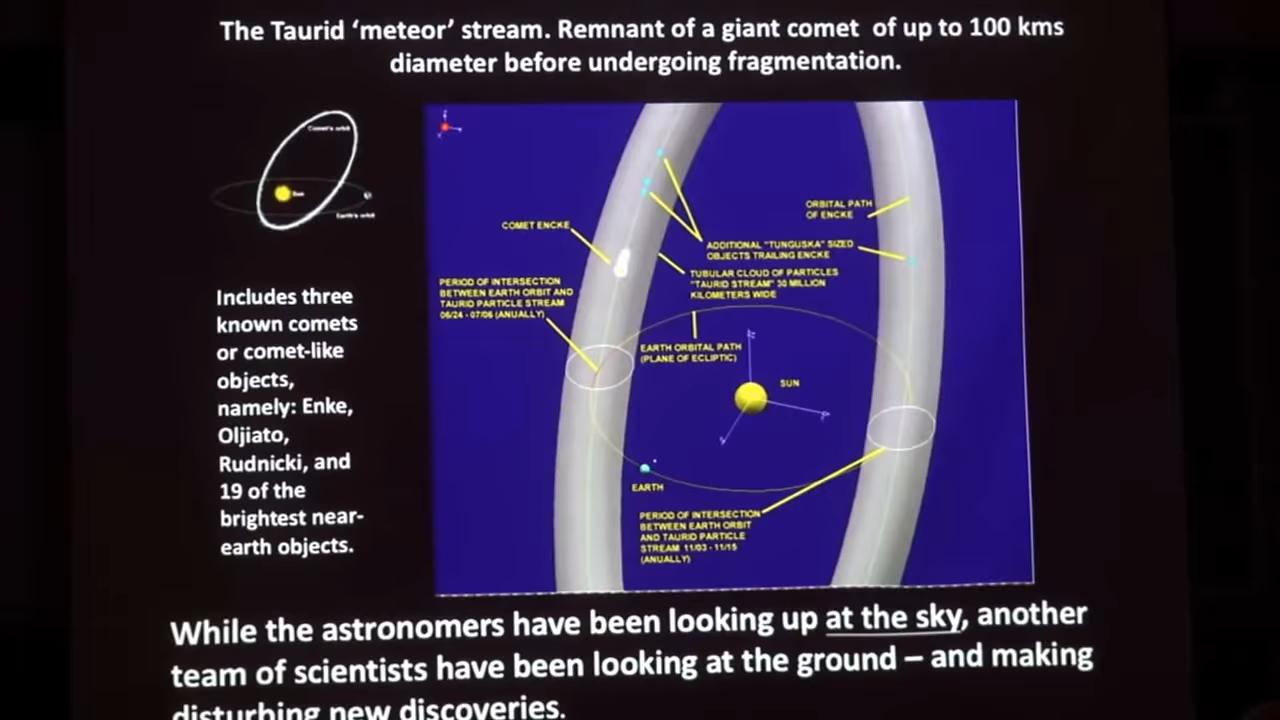 The Taurid ‘meteor’ stream. Remnant of a giant comet of up to 100 kms
diameter before undergoing fragmentation.
Comet's orbit
Sun
Earth's orbit
Includes three
known comets
or comet-like
objects,
namely: Enke,
Oljiato,
Rudnicki, and
19 of the
brightest near-
earth objects.
COMET ENCKE
ORBITAL PATH
OF ENCKE
ADDITIONAL "TUNGUSKA" SIZED
OBJECTS TRAILING ENCKE
TUBULAR CLOUD OF PARTICLES
"TAURID STREAM" 30 MILLION
KILOMETERS WIDE
PERIOD OF INTERSECTION
BETWEEN EARTH ORBIT AND
TAURID PARTICLE STREAM
06/24 - 07/06 (ANUALLY)
EARTH ORBITAL PATH
(PLANE OF ECLIPTIC)
SUN
EARTH
PERIOD OF INTERSECTION
BETWEEN EARTH ORBIT
AND TAURID PARTICLE
STREAM 11/03 - 11/15
(ANUALLY)
While the astronomers have been looking up at the sky, another
team of scientists have been looking at the ground – and making
disturbing new discoveries.